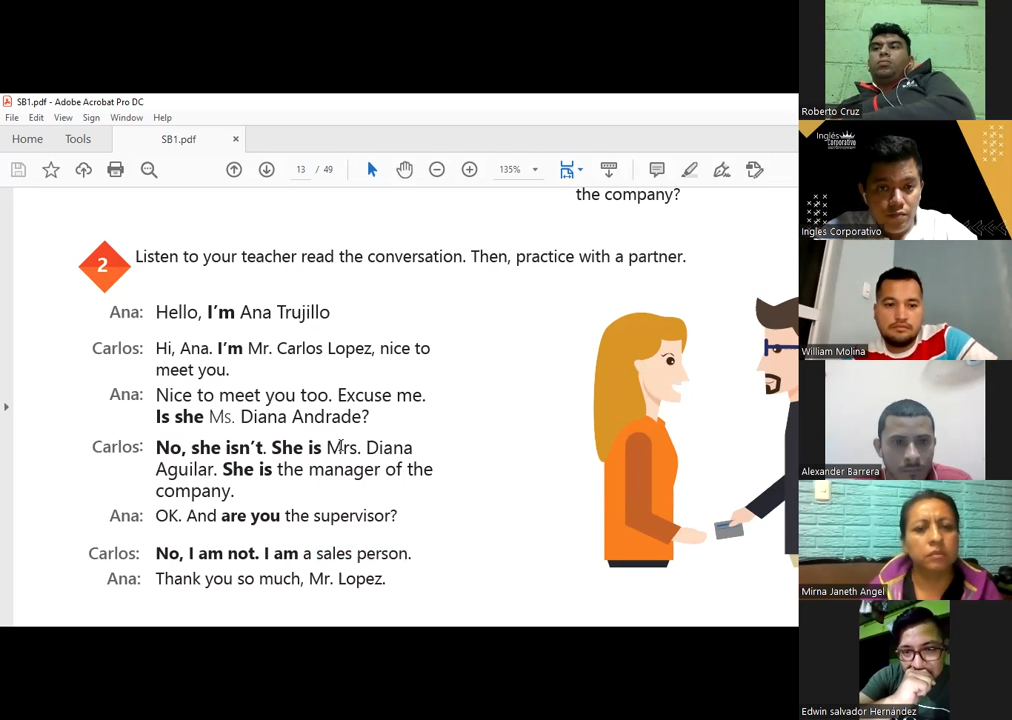 SB1.pdf - Adobe Acrobat Pro DC
File Edit View Sign Window Help
Home Tools SB1.pdf ×
13 / 49 135%
the company?
2 Listen to your teacher read the conversation. Then, practice with a partner.
Ana: Hello, I'm Ana Trujillo
Carlos: Hi, Ana. I'm Mr. Carlos Lopez, nice to
meet you.
Ana: Nice to meet you too. Excuse me.
Is she Ms. Diana Andrade?
Carlos: No, she isn't. She is Mrs. Diana
Aguilar. She is the manager of the
company.
Ana: OK. And are you the supervisor?
Carlos: No, I am not. I am a sales person.
Ana: Thank you so much, Mr. Lopez.
Roberto Cruz
Inglés
Corporativo
Ingles Corporativo
William Molina
Alexander Barrera
Mirna Janeth Angel
Edwin salvador Hernández